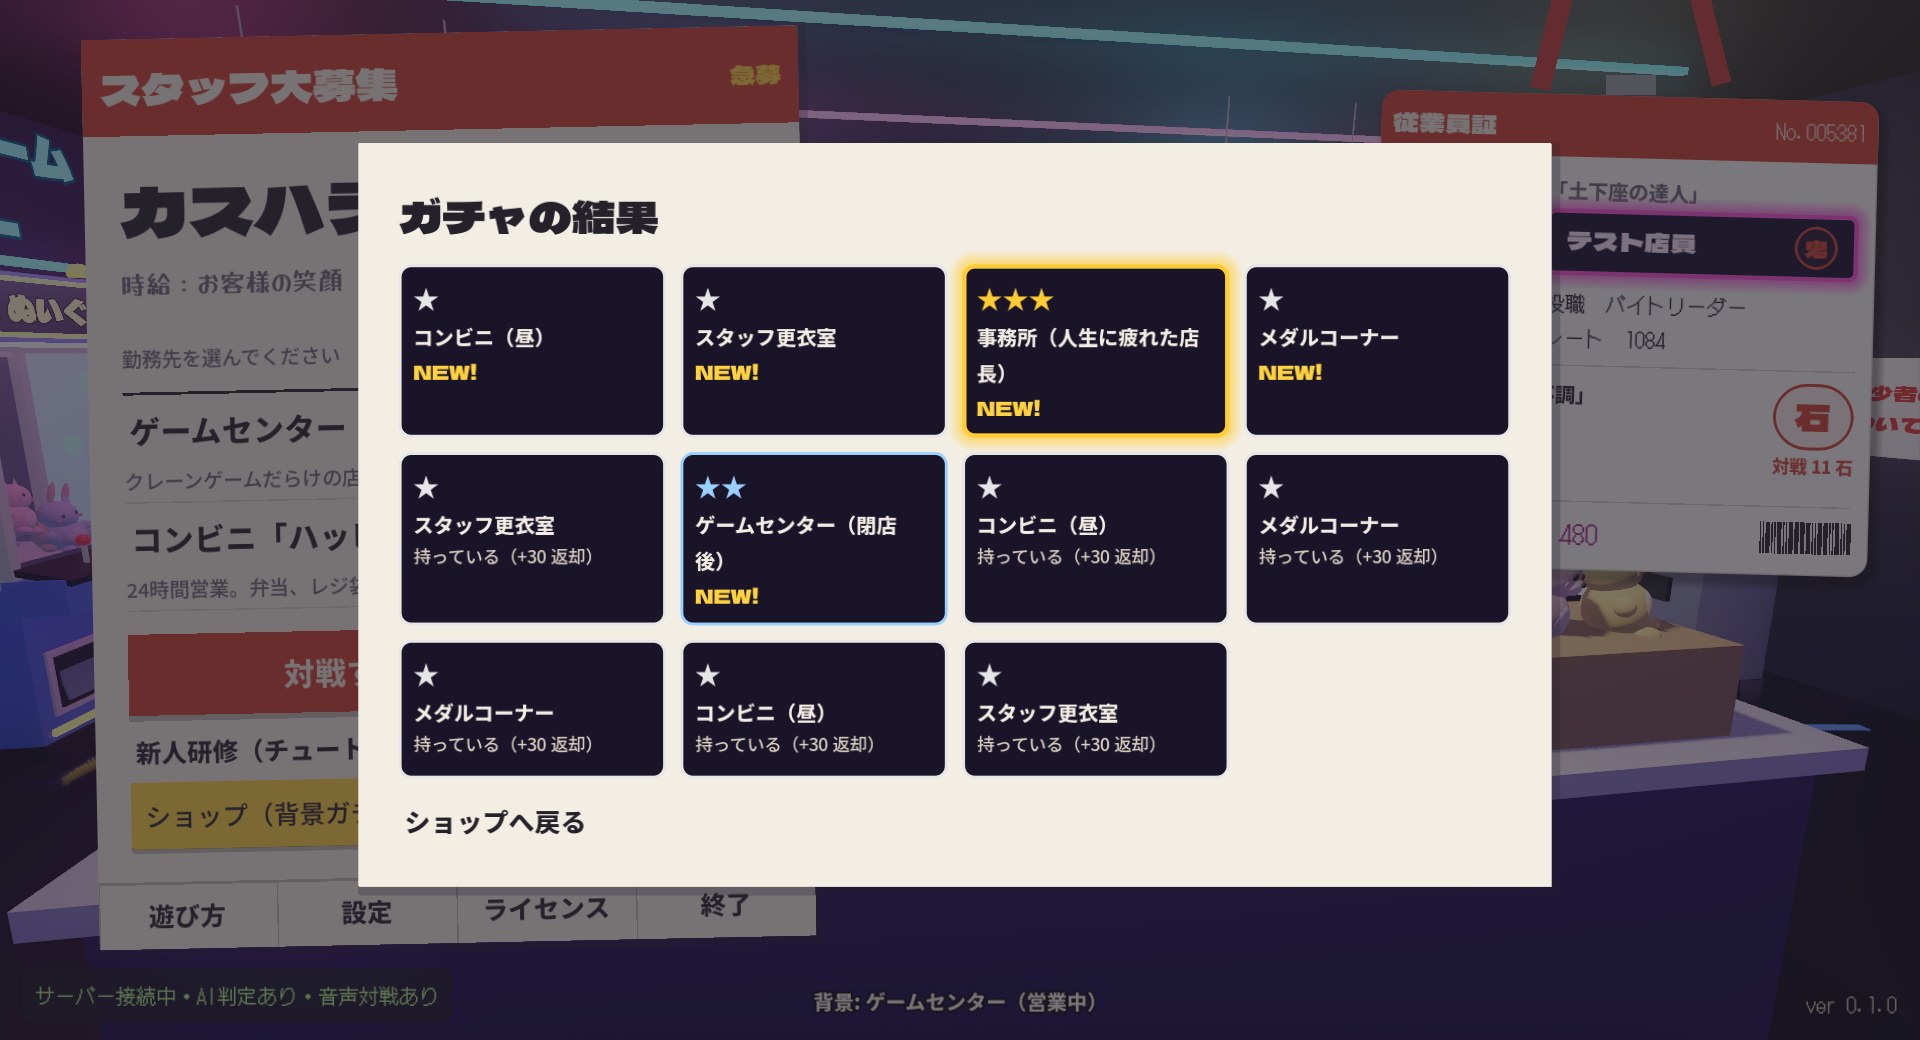 スタッフ大募集
急募
カスハラ
時給：お客様の笑顔
勤務先を選んでください
ゲームセンター
クレーンゲームだらけの店
コンビニ「ハッ
24時間営業。弁当、レジ袋
対戦す
新人研修（チュート
ショップ（背景ガチ
遊び方
設定
ライセンス
終了
ーム
ぬいぐ
従業員証
No. 005381
「土下座の達人」
テスト店員
役職　バイトリーダー
レート　1084
調」
石
対戦 11 石
480
ガチャの結果
★
コンビニ（昼）
NEW!
★
スタッフ更衣室
NEW!
★★★
事務所（人生に疲れた店
長）
NEW!
★
メダルコーナー
NEW!
★
スタッフ更衣室
持っている（+30 返却）
★★
ゲームセンター（閉店
後）
NEW!
★
コンビニ（昼）
持っている（+30 返却）
★
メダルコーナー
持っている（+30 返却）
★
メダルコーナー
持っている（+30 返却）
★
コンビニ（昼）
持っている（+30 返却）
★
スタッフ更衣室
持っている（+30 返却）
ショップへ戻る
サーバー接続中・AI判定あり・音声対戦あり
背景: ゲームセンター（営業中）
ver 0.1.0